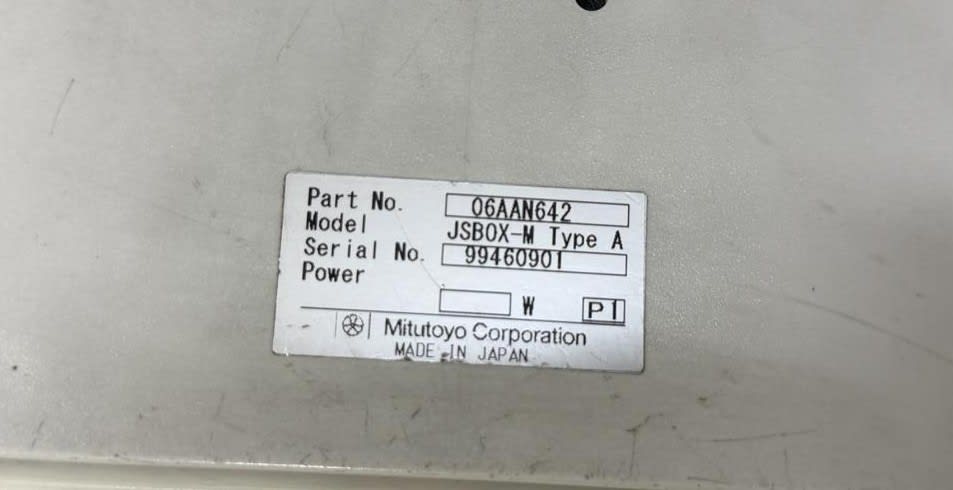 Part No. 06AAN642
Model JSBOX-M Type A
Serial No. 99460901
Power
W P1
Mitutoyo Corporation
MADE IN JAPAN